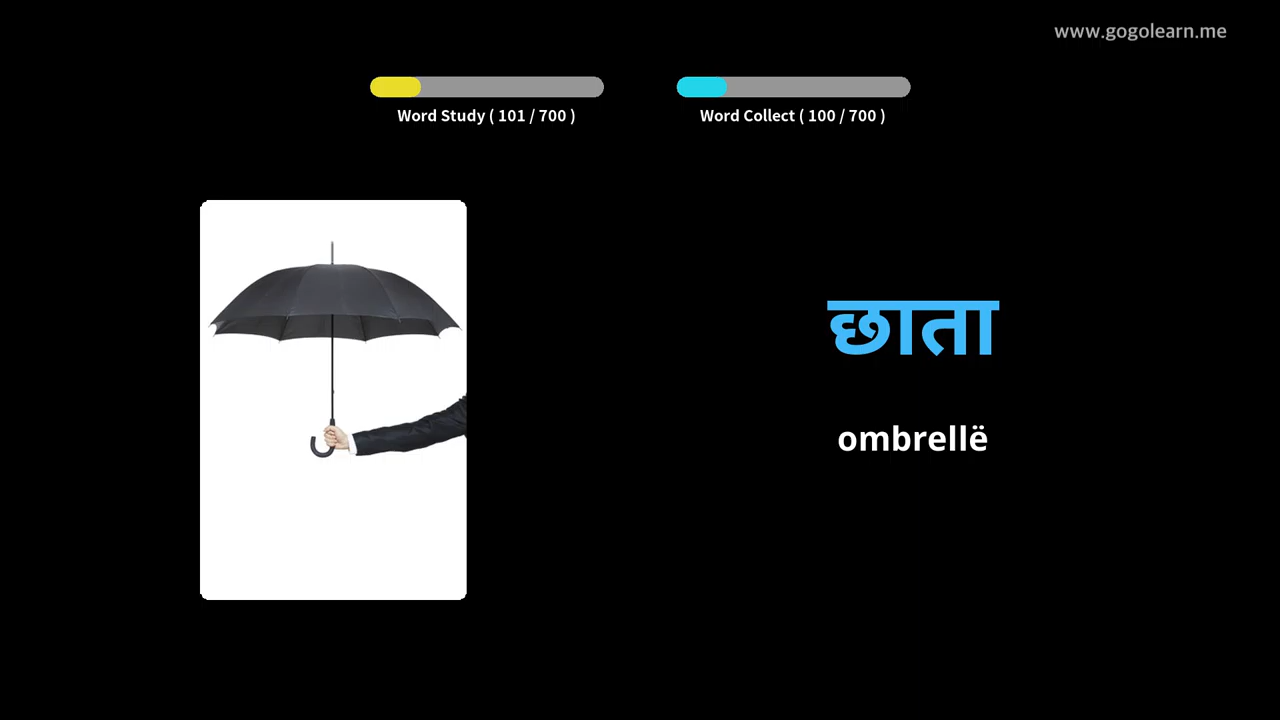 www.gogolearn.me
Word Study ( 101 / 700 )
Word Collect ( 100 / 700 )
छाता
ombrellë